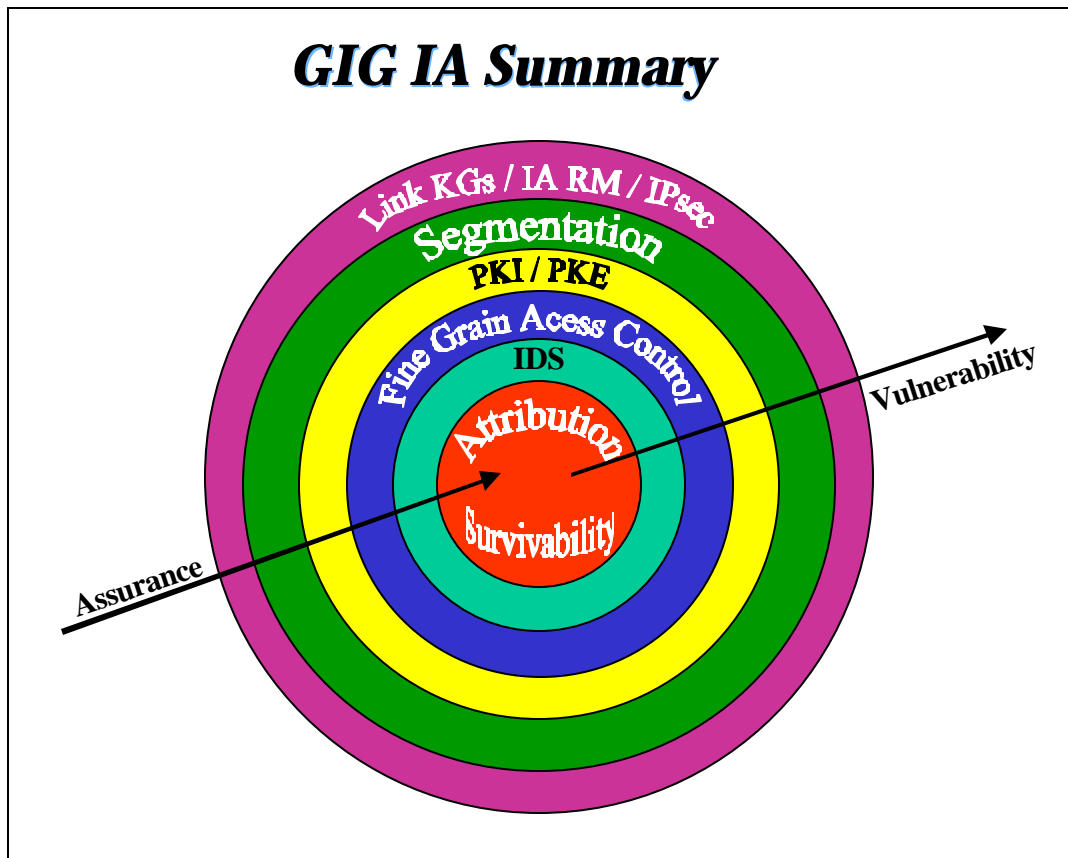 GIG IA Summary
Link KGs / IA RM / IPsec
Segmentation
PKI / PKE
Fine Grain Acess Control
IDS
Attribution
Survivability
Assurance
Vulnerability